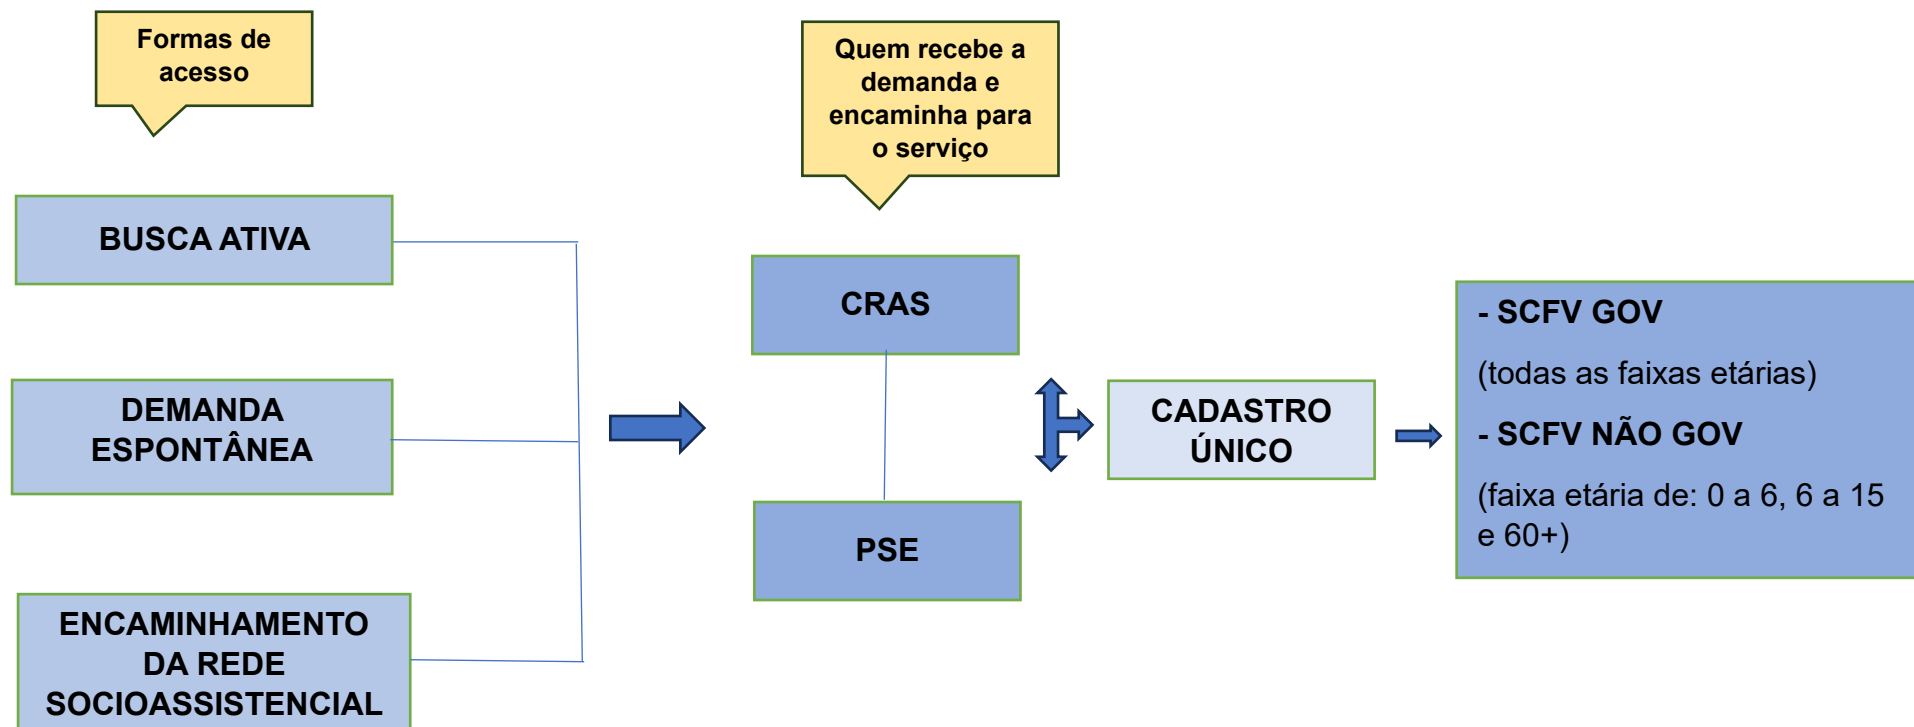 Formas de
acesso
Quem recebe a
demanda e
encaminha para
o serviço
BUSCA ATIVA
DEMANDA
ESPONTÂNEA
ENCAMINHAMENTO
DA REDE
SOCIOASSISTENCIAL
CRAS
PSE
CADASTRO
ÚNICO
- SCFV GOV
(todas as faixas etárias)
- SCFV NÃO GOV
(faixa etária de: 0 a 6, 6 a 15
e 60+)